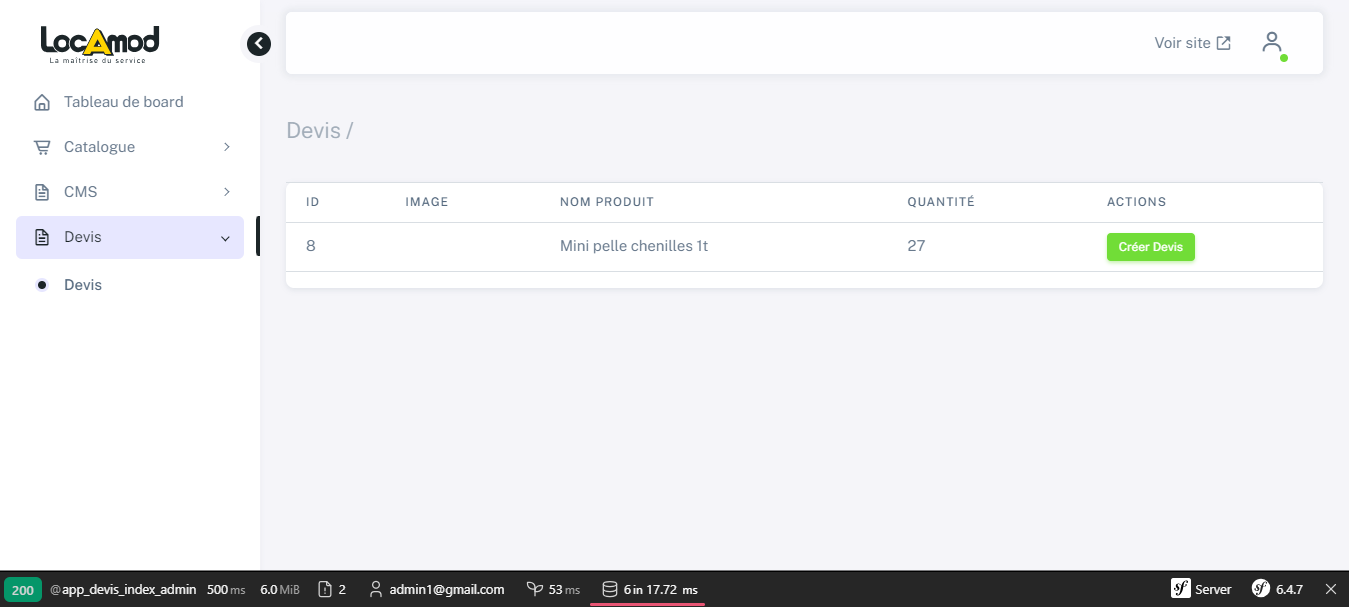 LocAmod
La maîtrise du service
Voir site
Tableau de board
Catalogue
CMS
Devis
Devis
Devis /
ID IMAGE NOM PRODUIT QUANTITÉ ACTIONS
8 Mini pelle chenilles 1t 27 Créer Devis
200 @app_devis_index_admin 500 ms 6.0 MiB 2 admin1@gmail.com 53 ms 6 in 17.72 ms sf Server sf 6.4.7